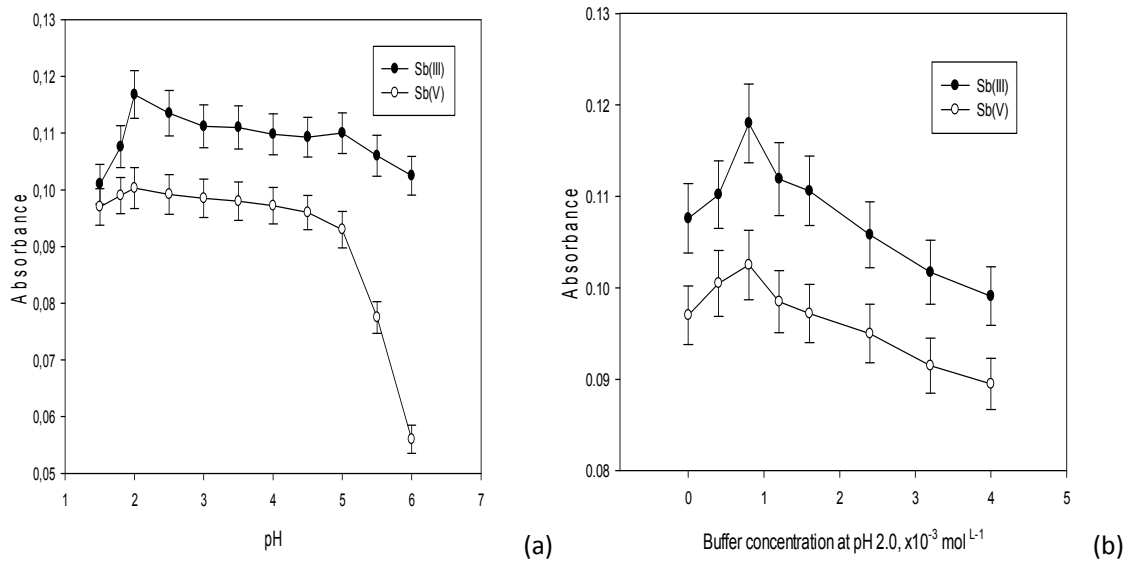 0,13
0,12
0,11
0,10
0,09
0,08
0,07
0,06
0,05
Absorbance
Sb(III)
Sb(V)
1 2 3 4 5 6 7
pH
(a)
0.13
0.12
0.11
0.10
0.09
0.08
Absorbance
Sb(III)
Sb(V)
0 1 2 3 4 5
Buffer concentration at pH 2.0, x10⁻³ mol L-1
(b)